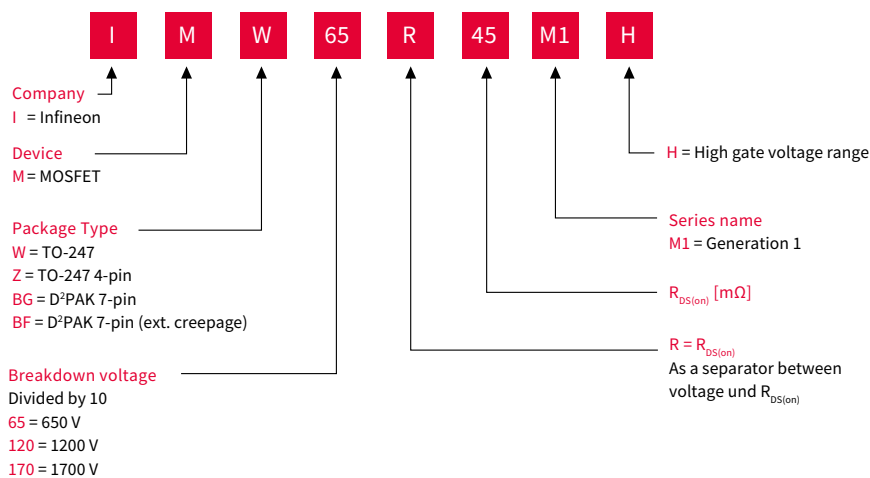 I M W 65 R 45 M1 H
Company
I = Infineon
Device
M = MOSFET
Package Type
W = TO-247
Z = TO-247 4-pin
BG = D²PAK 7-pin
BF = D²PAK 7-pin (ext. creepage)
Breakdown voltage
Divided by 10
65 = 650 V
120 = 1200 V
170 = 1700 V
H = High gate voltage range
Series name
M1 = Generation 1
RDS(on) [mΩ]
R = RDS(on)
As a separator between
voltage und RDS(on)